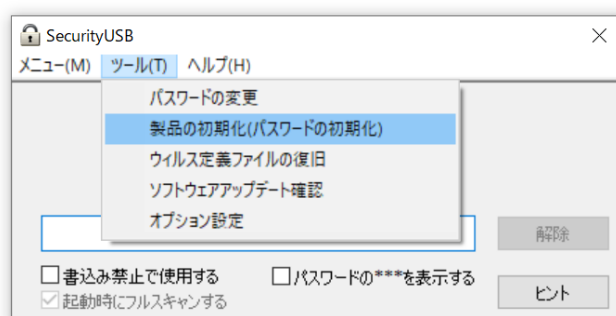 SecurityUSB
メニュー(M) ツール(T) ヘルプ(H)
パスワードの変更
製品の初期化(パスワードの初期化)
ウィルス定義ファイルの復旧
ソフトウェアアップデート確認
オプション設定
解除
書込み禁止で使用する パスワードの***を表示する
起動時にフルスキャンする ヒント